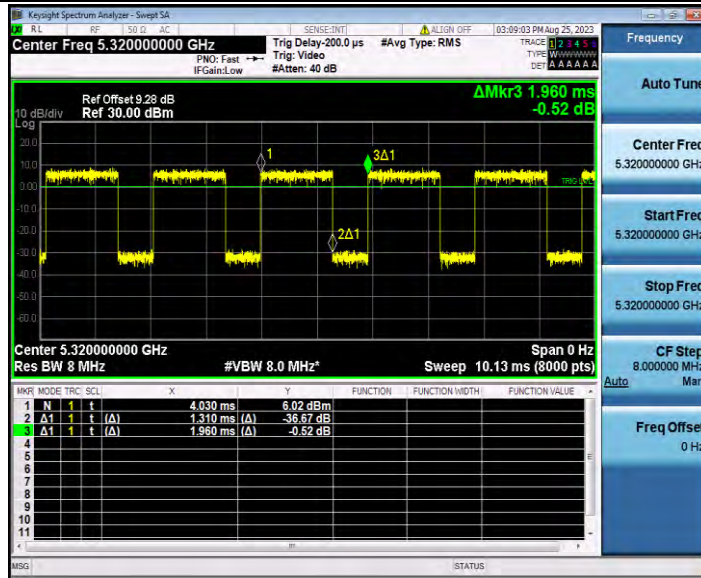 Keysight Spectrum Analyzer - Swept SA
RL RF 50 Ω AC SENSE:INT ALIGN OFF 03:09:03 PM Aug 25, 2023
Center Freq 5.320000000 GHz
PNO: Fast
IFGain:Low
Trig Delay-200.0 µs
Trig: Video
#Atten: 40 dB
#Avg Type: RMS
TRACE 1 2 3 4 5 6
TYPE W
DET A A A A A A
Ref Offset 9.28 dB
10 dB/div Ref 30.00 dBm
Log
ΔMkr3 1.960 ms
-0.52 dB
20.0
10.0
0.00
-10.0
-20.0
-30.0
-40.0
-50.0
-60.0
1
3Δ1
2Δ1
TRIG LVL
Center 5.320000000 GHz Span 0 Hz
Res BW 8 MHz #VBW 8.0 MHz* Sweep 10.13 ms (8000 pts)
MKR MODE TRC SCL X Y FUNCTION FUNCTION WIDTH FUNCTION VALUE
1 N 1 t 4.030 ms 6.02 dBm
2 Δ1 1 t (Δ) 1.310 ms (Δ) -36.67 dB
3 Δ1 1 t (Δ) 1.960 ms (Δ) -0.52 dB
4
5
6
7
8
9
10
11
MSG STATUS
Frequency
Auto Tune
Center Freq
5.320000000 GHz
Start Freq
5.320000000 GHz
Stop Freq
5.320000000 GHz
CF Step
8.000000 MHz
Auto Man
Freq Offset
0 Hz